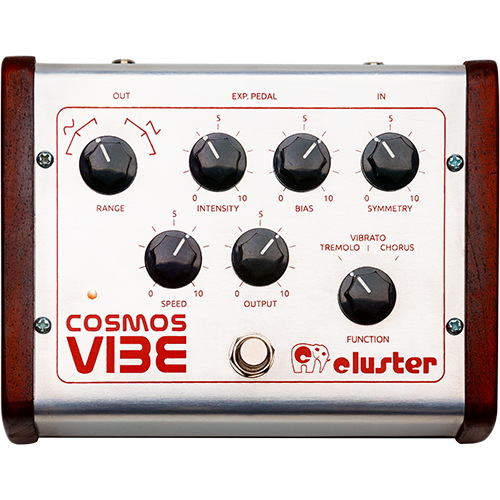 OUT EXP. PEDAL IN
5 5 5
0 10 0 10 0 10
RANGE INTENSITY BIAS SYMMETRY
5 5
VIBRATO
TREMOLO CHORUS
0 10 0 10
SPEED OUTPUT
FUNCTION
COSMOS
VIBE
eluster